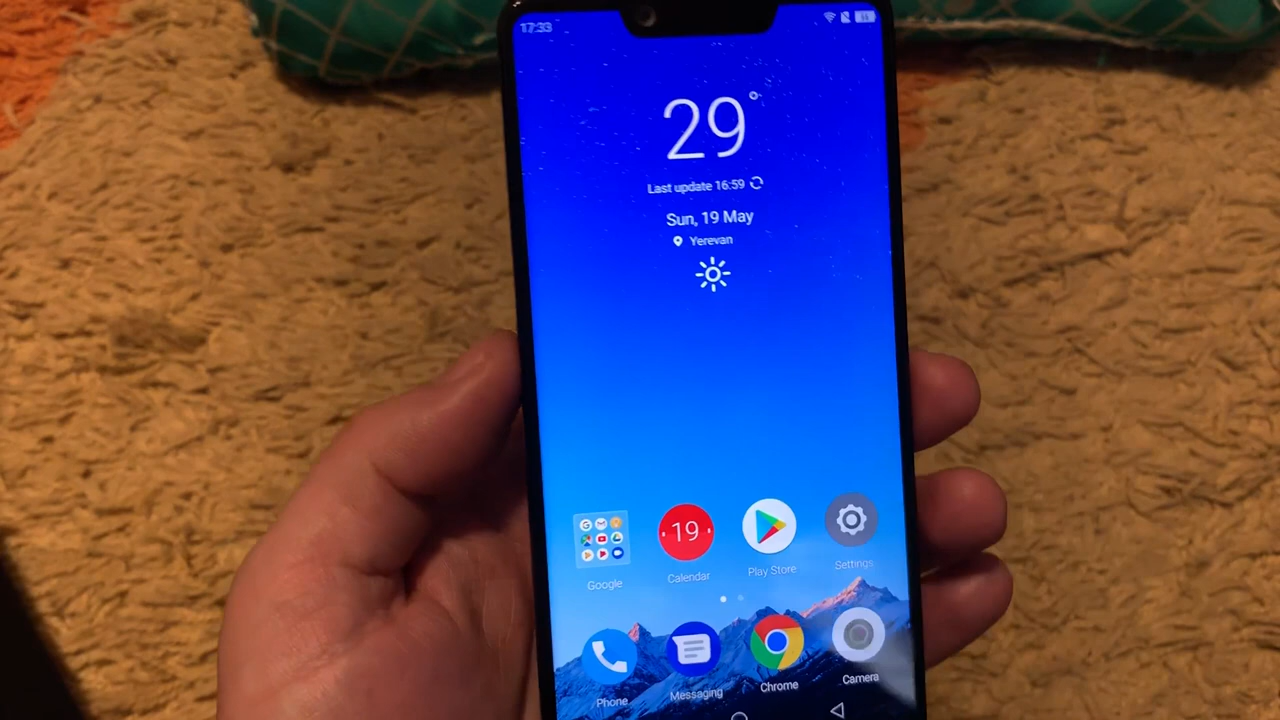 17:33
29°
Last update 16:59
Sun, 19 May
Yerevan
19
Google
Calendar
Play Store
Settings
Phone
Messaging
Chrome
Camera